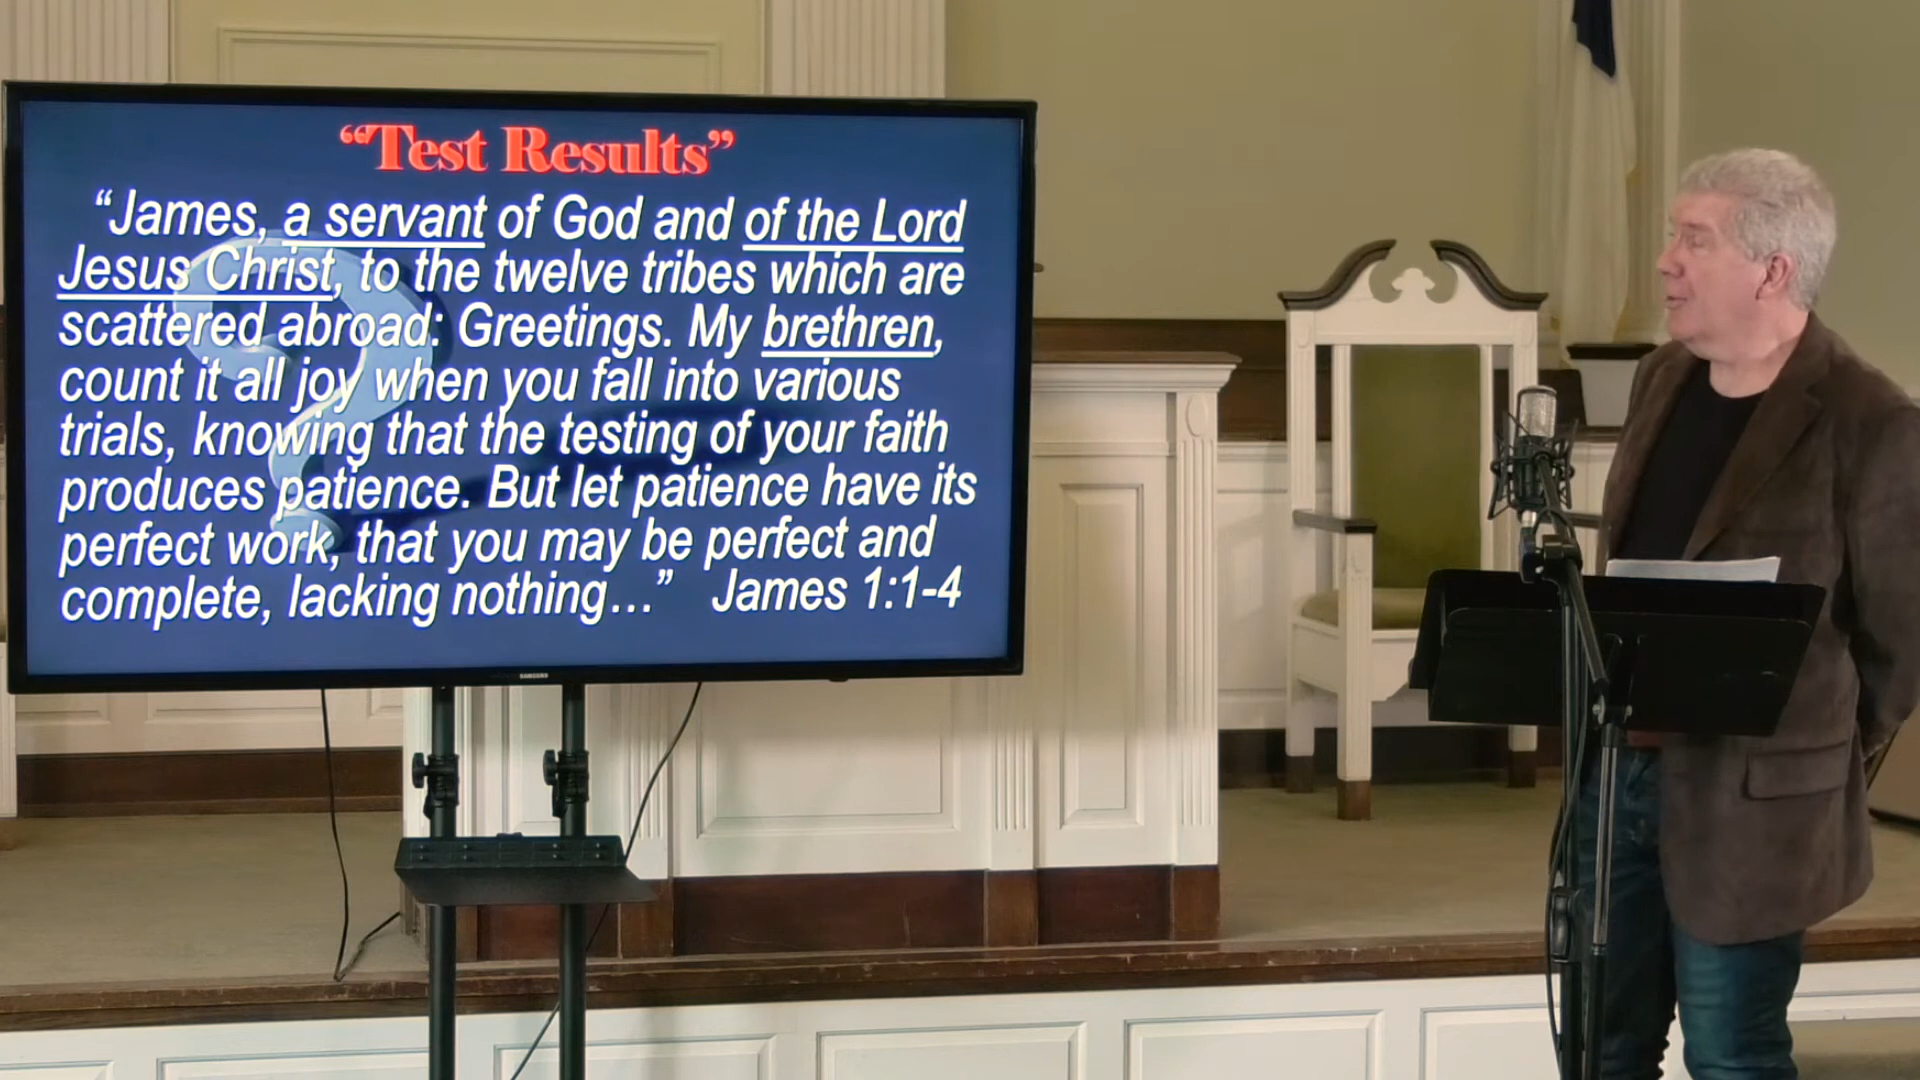 “Test Results”
“James, a servant of God and of the Lord
Jesus Christ, to the twelve tribes which are
scattered abroad: Greetings. My brethren,
count it all joy when you fall into various
trials, knowing that the testing of your faith
produces patience. But let patience have its
perfect work, that you may be perfect and
complete, lacking nothing…” James 1:1-4
SAMSUNG